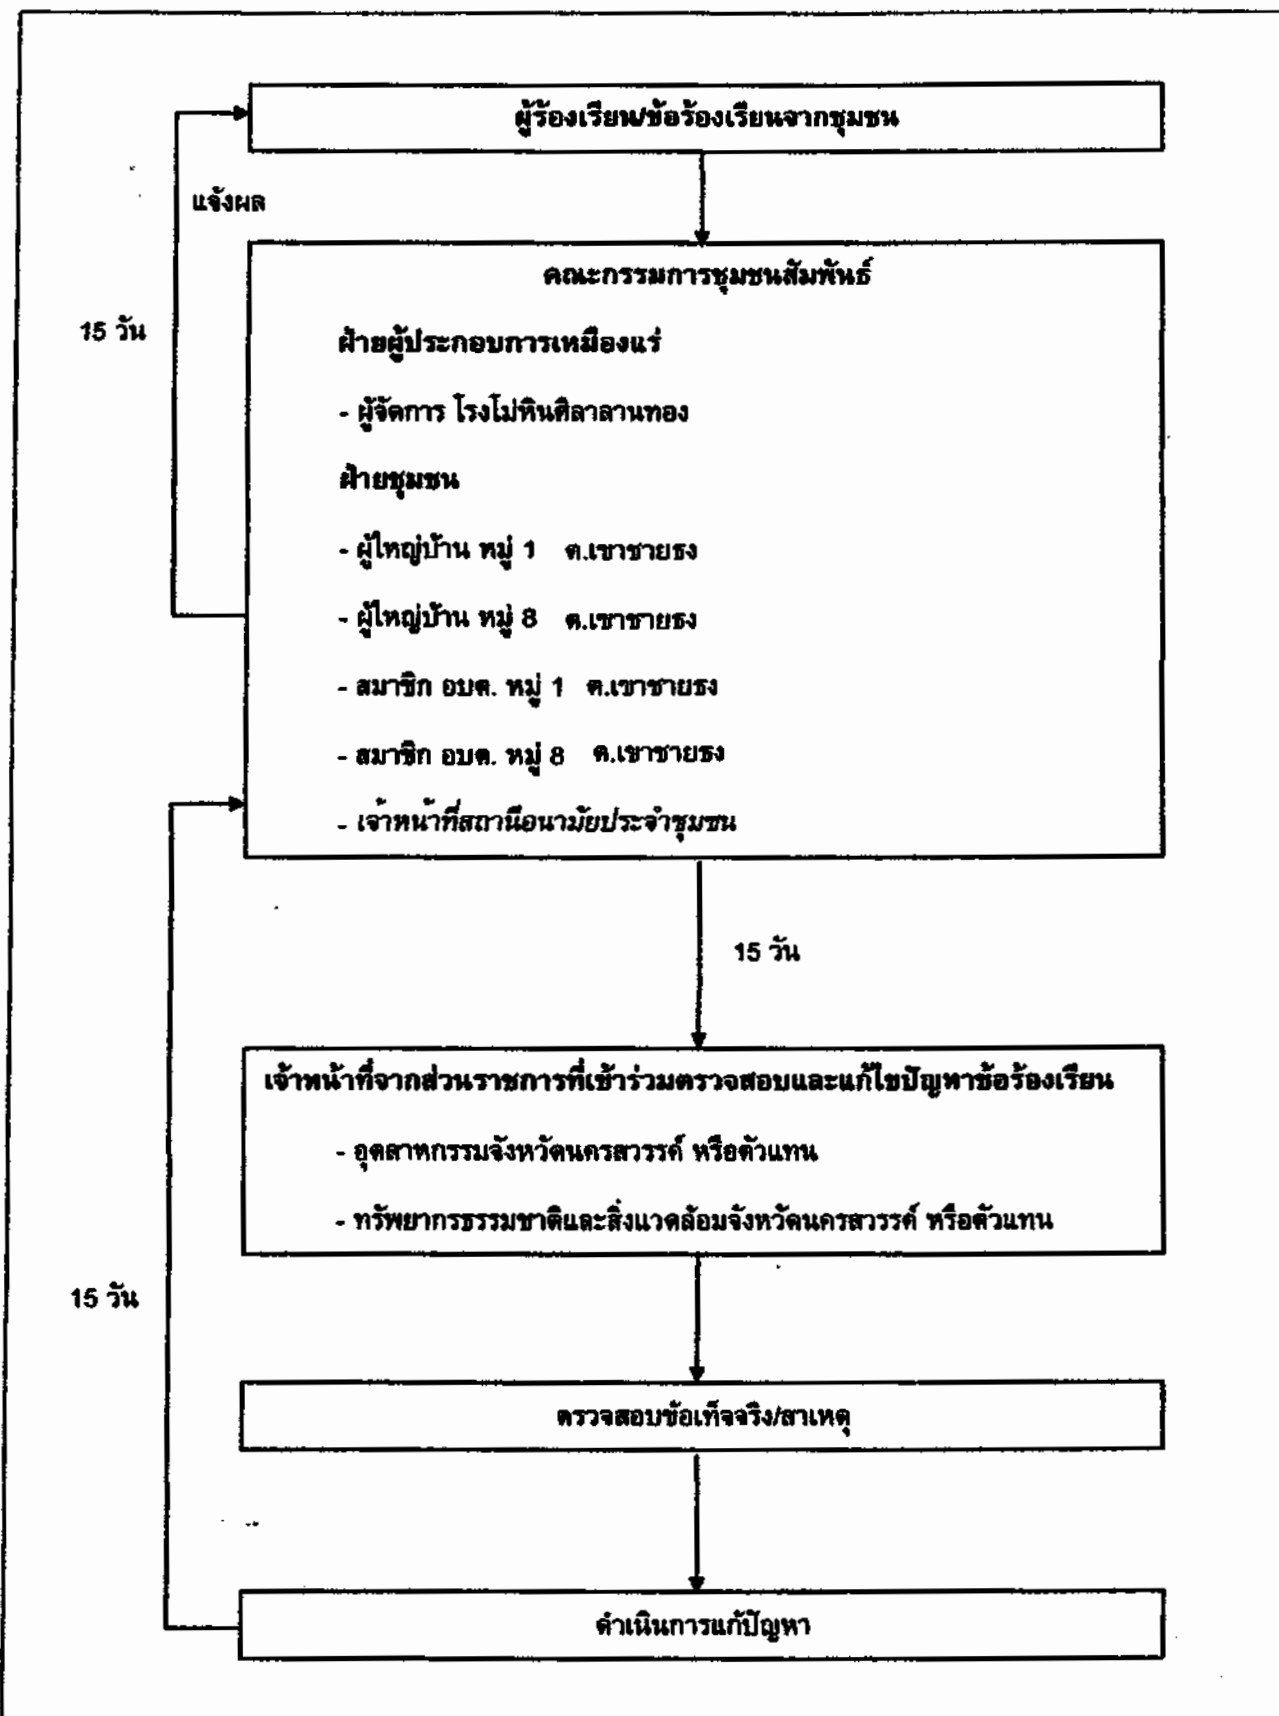 ผู้ร้องเรียน/ข้อร้องเรียนจากชุมชน
แจ้งผล
15 วัน
คณะกรรมการชุมชนสัมพันธ์
ฝ่ายผู้ประกอบการเหมืองแร่
- ผู้จัดการ โรงโม่หินศิลาลานทอง
ฝ่ายชุมชน
- ผู้ใหญ่บ้าน หมู่ 1 ต.เขาชายธง
- ผู้ใหญ่บ้าน หมู่ 8 ต.เขาชายธง
- สมาชิก อบต. หมู่ 1 ต.เขาชายธง
- สมาชิก อบต. หมู่ 8 ต.เขาชายธง
- เจ้าหน้าที่สถานีอนามัยประจำชุมชน
15 วัน
เจ้าหน้าที่จากส่วนราชการที่เข้าร่วมตรวจสอบและแก้ไขปัญหาข้อร้องเรียน
- อุตสาหกรรมจังหวัดนครสวรรค์ หรือตัวแทน
- ทรัพยากรธรรมชาติและสิ่งแวดล้อมจังหวัดนครสวรรค์ หรือตัวแทน
15 วัน
ตรวจสอบข้อเท็จจริง/สาเหตุ
ดำเนินการแก้ปัญหา